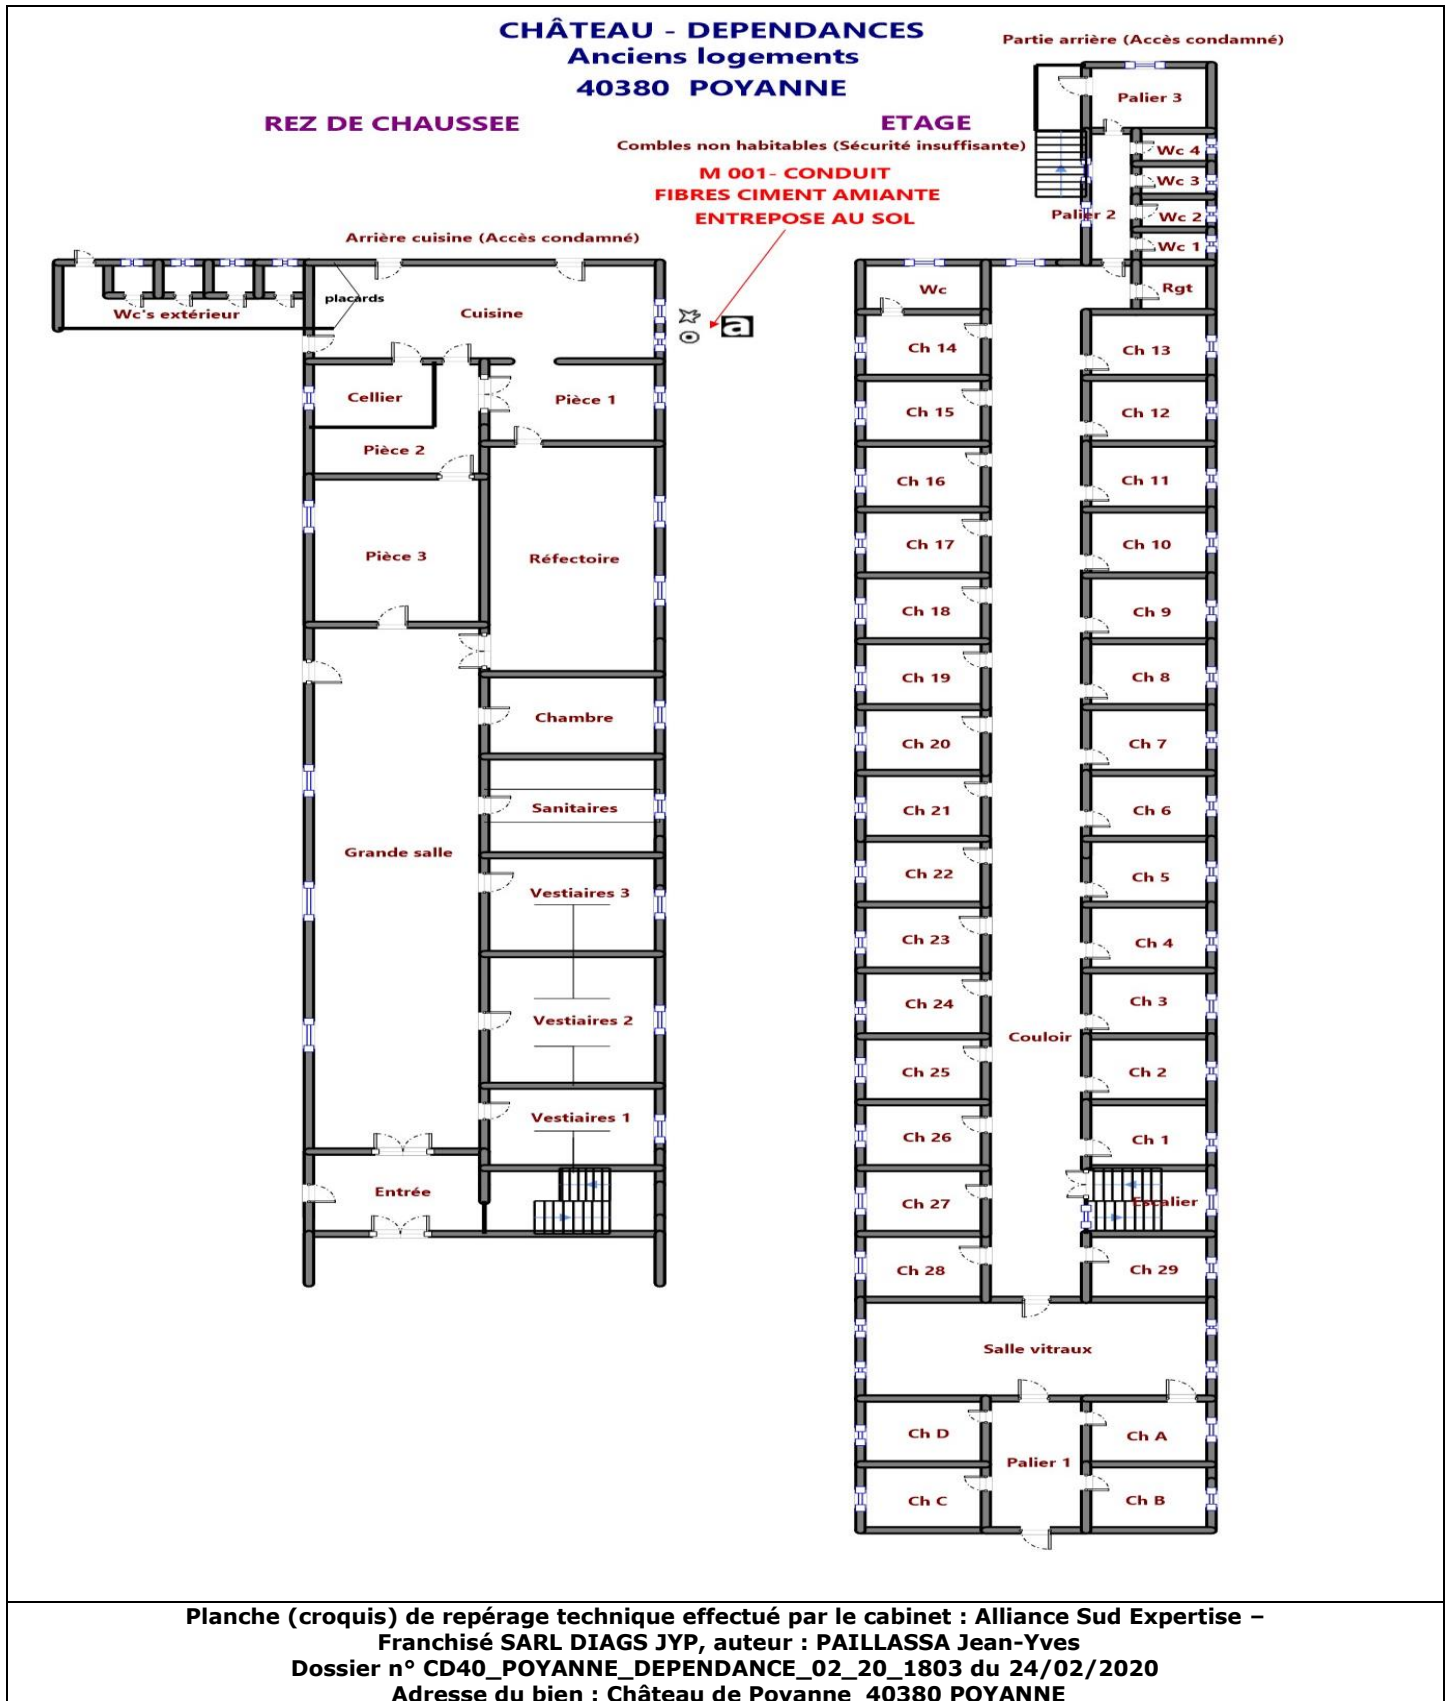 CHÂTEAU - DEPENDANCES
Anciens logements
40380 POYANNE
Partie arrière (Accès condamné)
REZ DE CHAUSSEE
ETAGE
Combles non habitables (Sécurité insuffisante)
M 001- CONDUIT
FIBRES CIMENT AMIANTE
ENTREPOSE AU SOL
Arrière cuisine (Accès condamné)
placards
Wc's extérieur
Cuisine
a
Cellier
Pièce 1
Pièce 2
Pièce 3
Réfectoire
Chambre
Sanitaires
Grande salle
Vestiaires 3
Vestiaires 2
Vestiaires 1
Entrée
Palier 3
Wc 4
Wc 3
Palier 2
Wc 2
Wc 1
Wc
Rgt
Ch 14
Ch 13
Ch 15
Ch 12
Ch 16
Ch 11
Ch 17
Ch 10
Ch 18
Ch 9
Ch 19
Ch 8
Ch 20
Ch 7
Ch 21
Ch 6
Ch 22
Ch 5
Ch 23
Ch 4
Ch 24
Ch 3
Couloir
Ch 25
Ch 2
Ch 26
Ch 1
Ch 27
Escalier
Ch 28
Ch 29
Salle vitraux
Ch D
Ch A
Palier 1
Ch C
Ch B
Planche (croquis) de repérage technique effectué par le cabinet : Alliance Sud Expertise –
Franchisé SARL DIAGS JYP, auteur : PAILLASSA Jean-Yves
Dossier n° CD40_POYANNE_DEPENDANCE_02_20_1803 du 24/02/2020
Adresse du bien : Château de Poyanne 40380 POYANNE